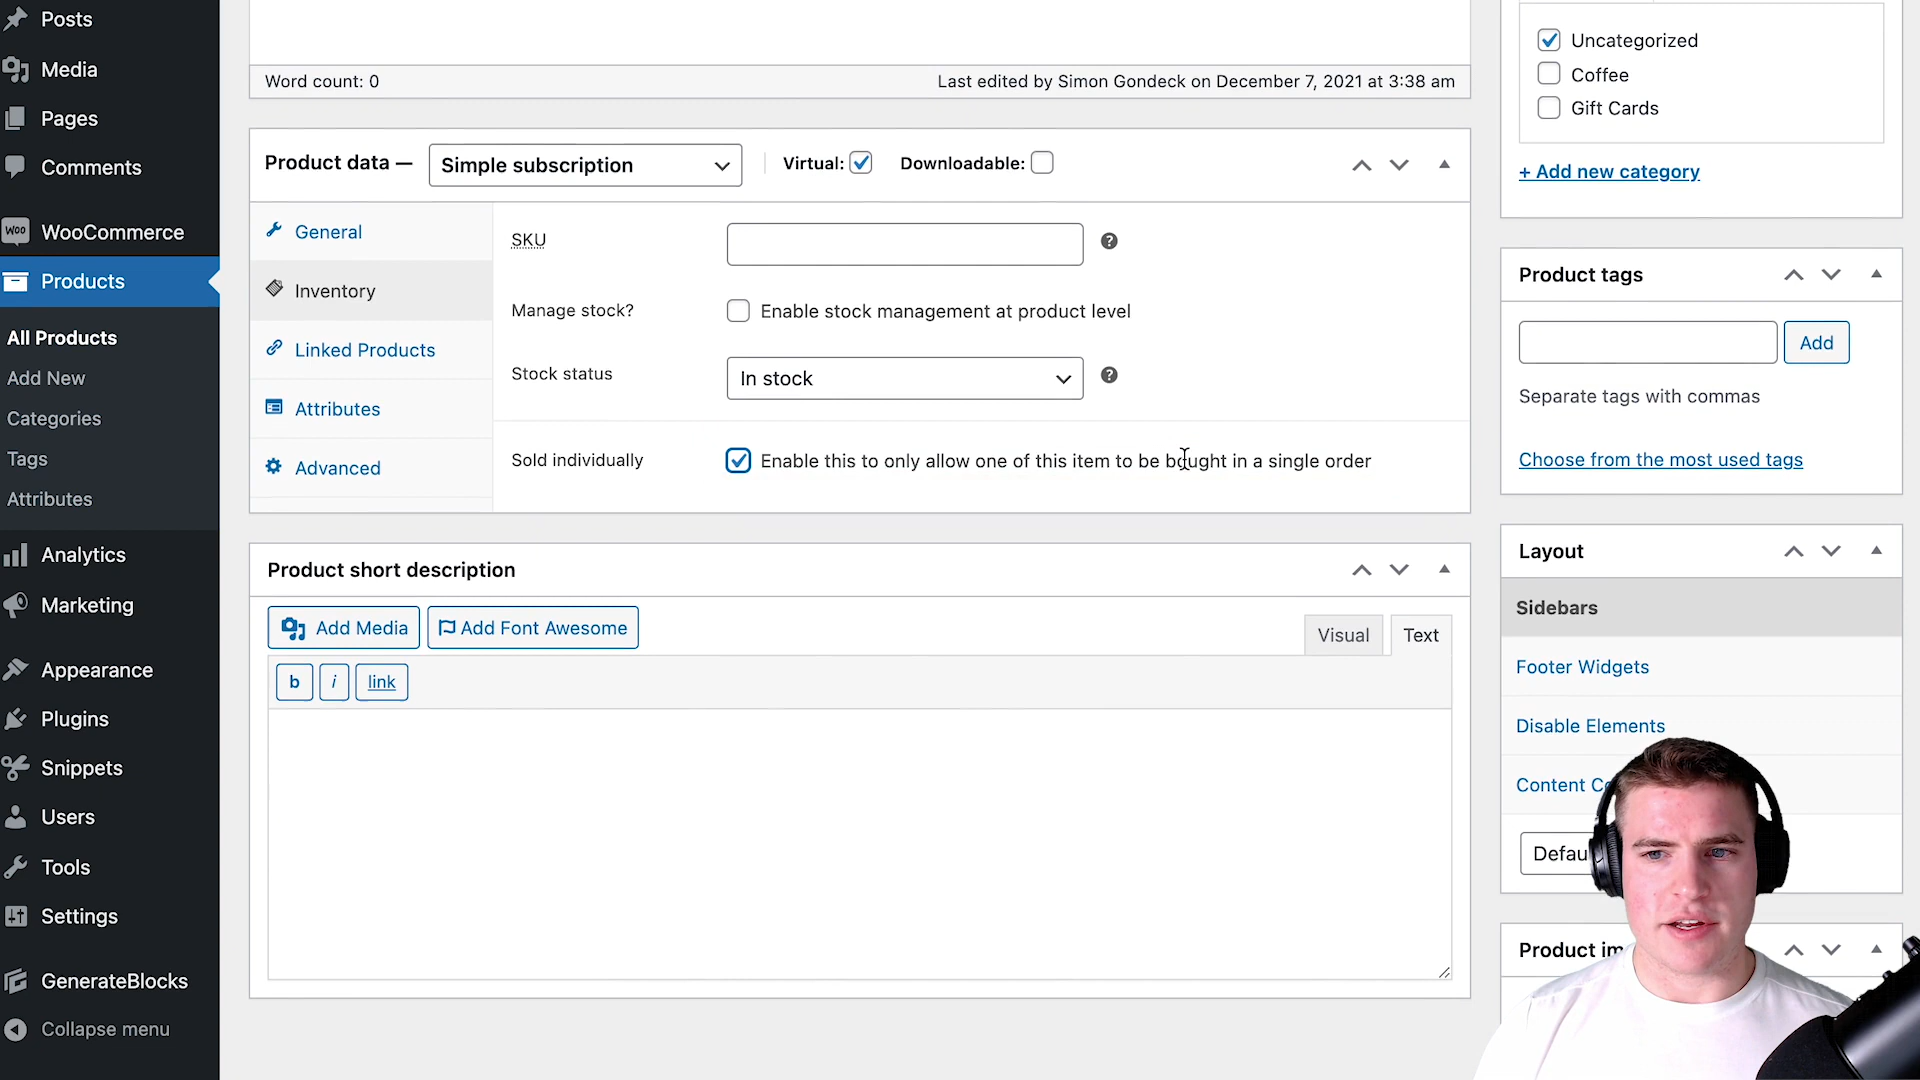 Posts
Media
Pages
Comments
WOO WooCommerce
Products
All Products
Add New
Categories
Tags
Attributes
Analytics
Marketing
Appearance
Plugins
Snippets
Users
Tools
Settings
GenerateBlocks
Collapse menu
Word count: 0
Last edited by Simon Gondeck on December 7, 2021 at 3:38 am
Product data — Simple subscription Virtual: Downloadable:
General
Inventory
Linked Products
Attributes
Advanced
SKU
Manage stock? Enable stock management at product level
Stock status In stock
Sold individually Enable this to only allow one of this item to be bought in a single order
Product short description
Add Media Add Font Awesome
Visual Text
b i link
Uncategorized
Coffee
Gift Cards
+ Add new category
Product tags
Add
Separate tags with commas
Choose from the most used tags
Layout
Sidebars
Footer Widgets
Disable Elements
Content
Product